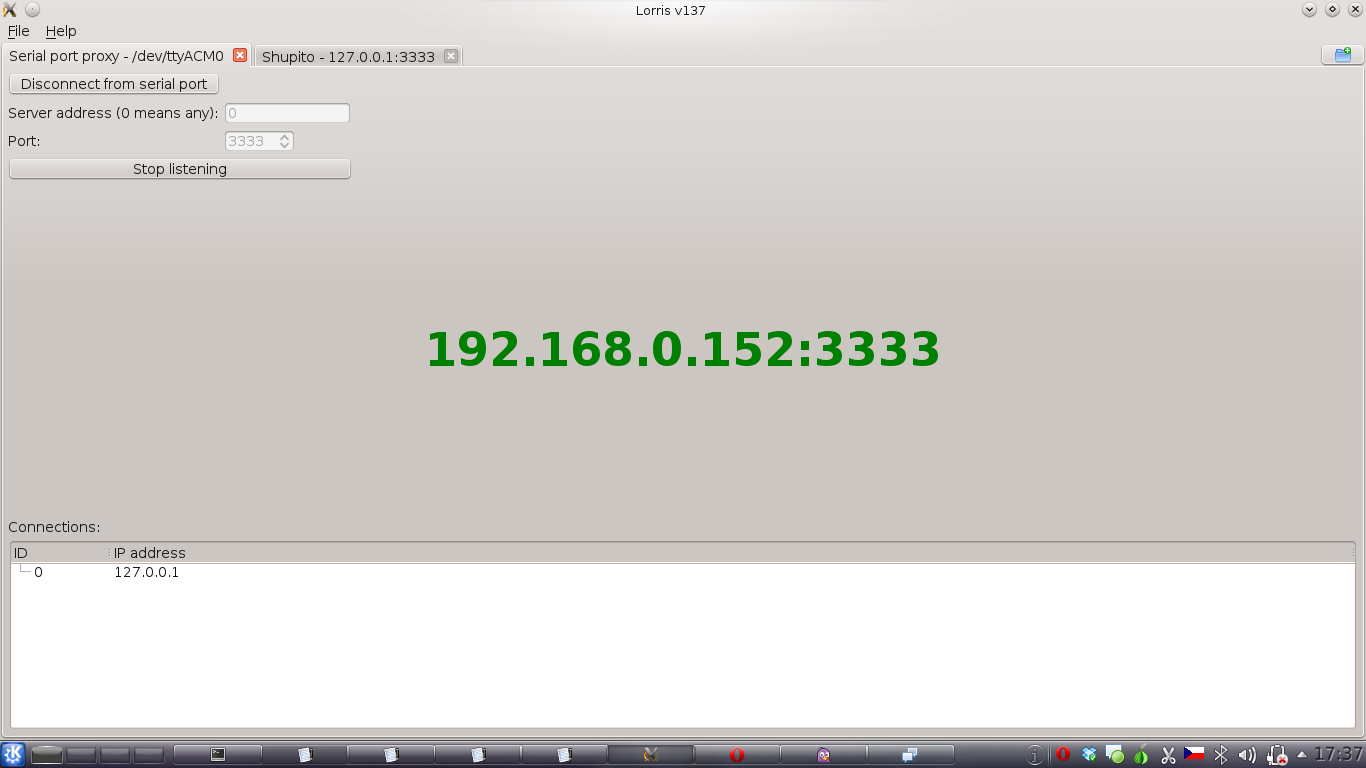 Lorris v137
File Help
Serial port proxy - /dev/ttyACM0 Shupito - 127.0.0.1:3333
Disconnect from serial port
Server address (0 means any): 0
Port: 3333
Stop listening
192.168.0.152:3333
Connections:
ID IP address
0 127.0.0.1
17:37